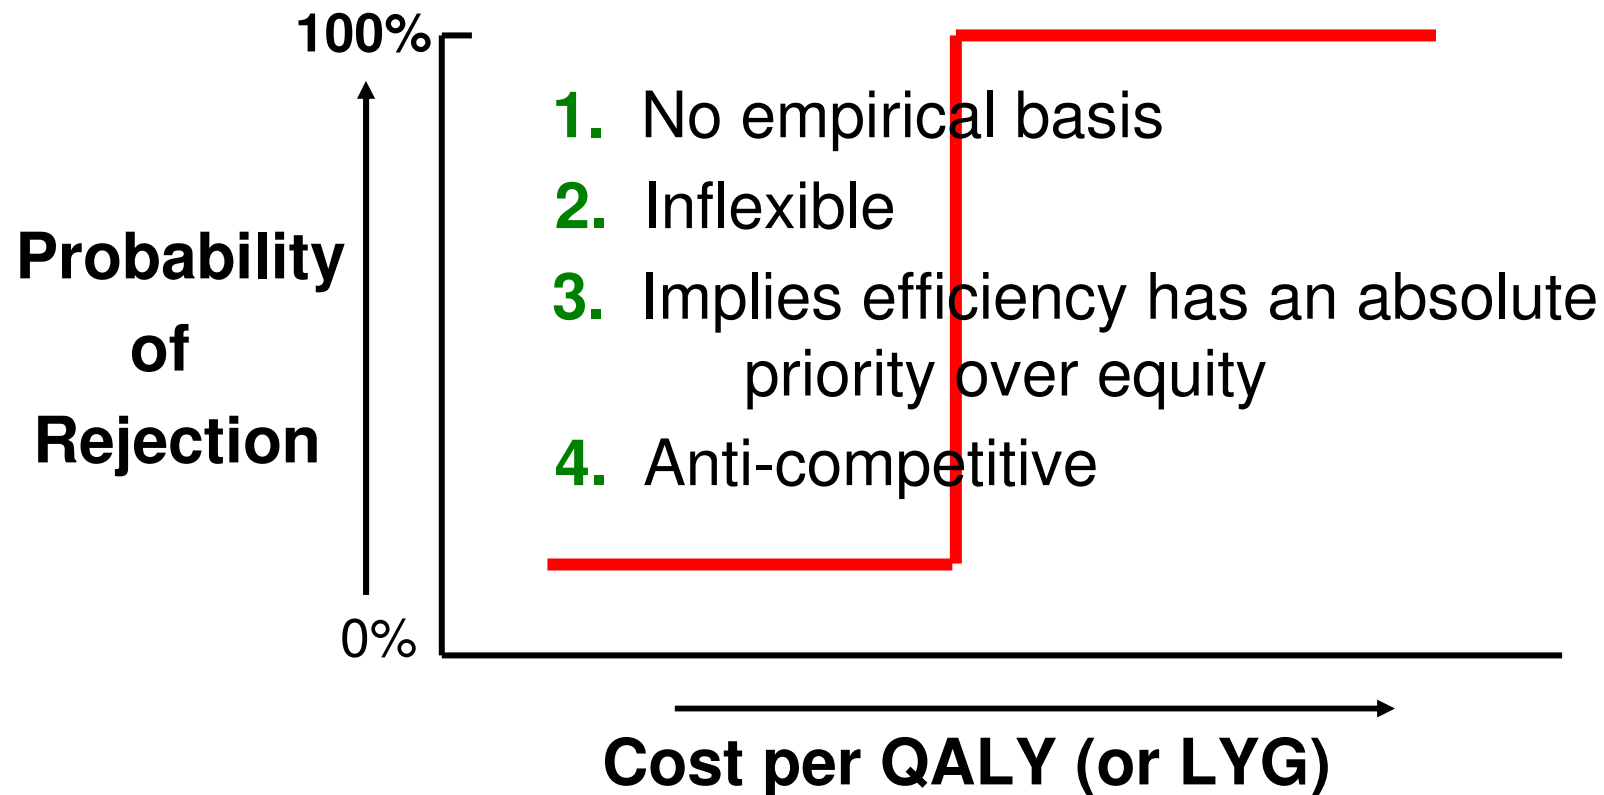 100%
1. No empirical basis
2. Inflexible
3. Implies efficiency has an absolute
priority over equity
4. Anti-competitive
Probability
of
Rejection
0%
Cost per QALY (or LYG)